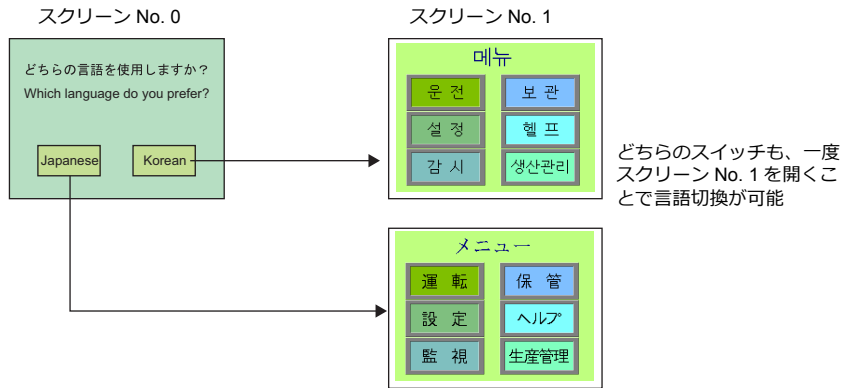 スクリーン No. 0
スクリーン No. 1
どちらの言語を使用しますか？
Which language do you prefer?
Japanese
Korean
메뉴
운 전
보 관
설 정
헬 프
감 시
생산관리
どちらのスイッチも、一度
スクリーン No. 1 を開くこ
とで言語切換が可能
メニュー
運 転
保 管
設 定
ヘルプ
監 視
生産管理